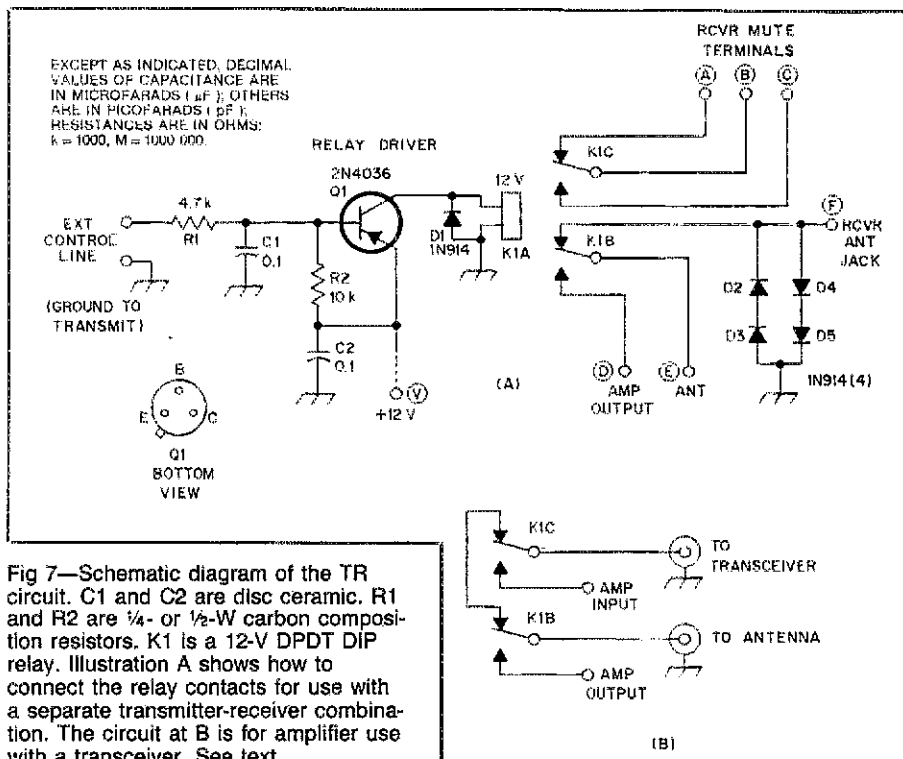 EXCEPT AS INDICATED, DECIMAL
VALUES OF CAPACITANCE ARE
IN MICROFARADS ( µF ); OTHERS
ARE IN PICOFARADS ( pF );
RESISTANCES ARE IN OHMS;
k = 1000, M = 1000 000.
RCVR MUTE
TERMINALS
A B C
RELAY DRIVER
2N4036
Q1
12 V
K1C
4.7 k
R1
EXT
CONTROL
LINE
(GROUND TO
TRANSMIT)
C1
0.1
R2
10 k
D1
1N914
K1A
K1B
F
RCVR
ANT
JACK
D2 D4
D3 D5
1N914(4)
C2
0.1
V
+12 V
(A)
D
AMP
OUTPUT
E
ANT
B
E C
Q1
BOTTOM
VIEW
K1C
TO
TRANSCEIVER
AMP
INPUT
K1B
TO ANTENNA
AMP
OUTPUT
(B)
Fig 7—Schematic diagram of the TR
circuit. C1 and C2 are disc ceramic. R1
and R2 are ¼- or ½-W carbon composi-
tion resistors. K1 is a 12-V DPDT DIP
relay. Illustration A shows how to
connect the relay contacts for use with
a separate transmitter-receiver combina-
tion. The circuit at B is for amplifier use
with a transceiver. See text.